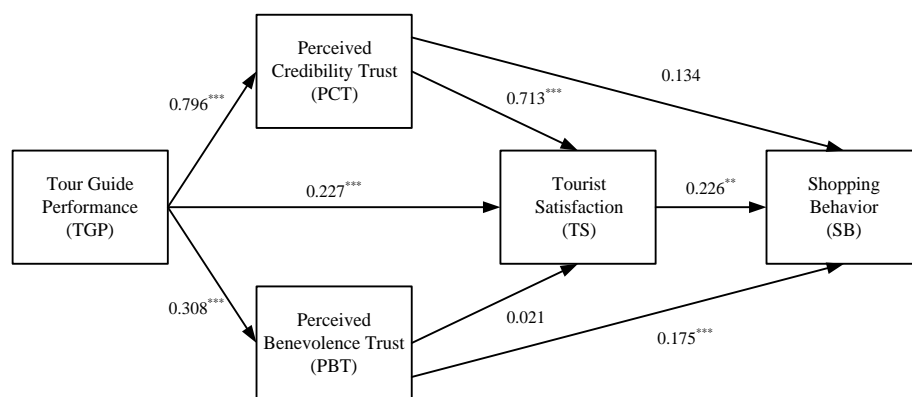 Perceived
Credibility Trust
(PCT)
0.134
0.796***
0.713***
Tour Guide
Performance
(TGP)
0.227***
Tourist
Satisfaction
(TS)
0.226**
Shopping
Behavior
(SB)
0.308***
Perceived
Benevolence Trust
(PBT)
0.021
0.175***